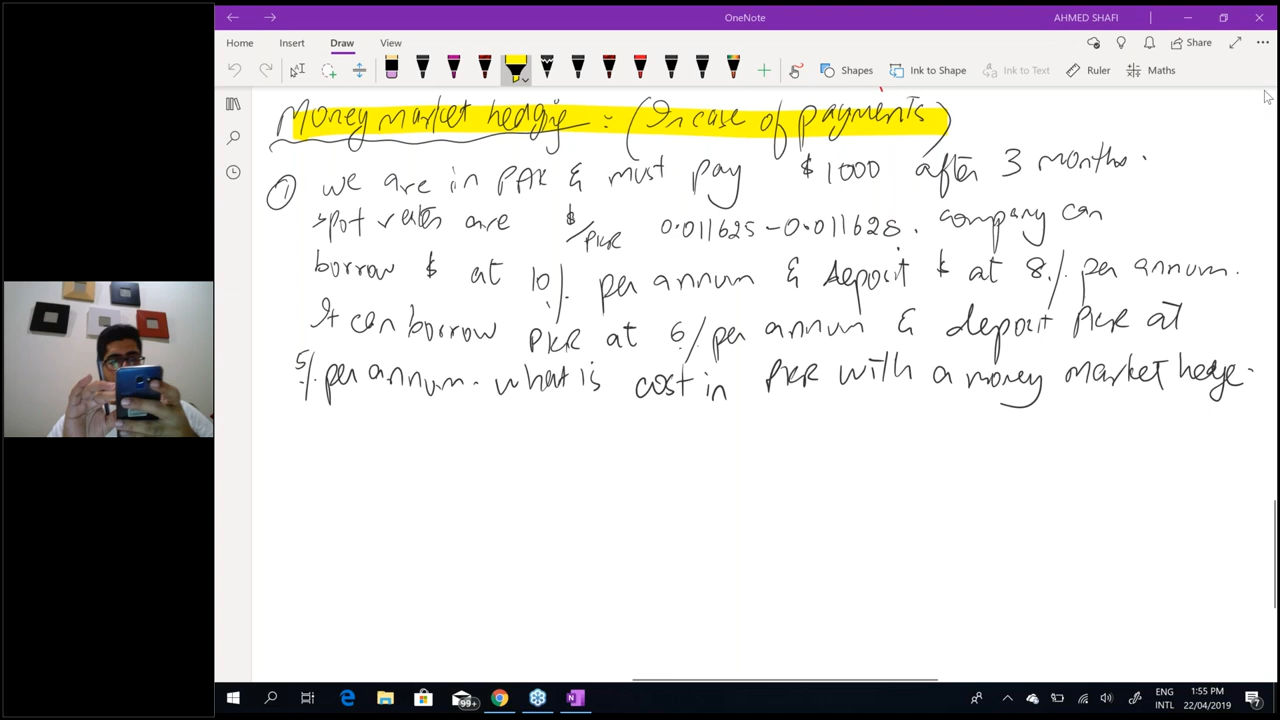 OneNote
AHMED SHAFI
Home Insert Draw View
Share
Shapes Ink to Shape Ink to Text Ruler Maths
Money market hedging : (In case of payments)
① we are in PAK & must pay $ 1000 after 3 months.
spot rates are $/PKR 0.011625 - 0.011628. company can
borrow $ at 10% per annum & deposit $ at 8% per annum.
It can borrow PKR at 6% per annum & deposit PKR at
5% per annum. what is cost in PKR with a money market hedge.
99+
ENG
INTL
1:55 PM
22/04/2019
7